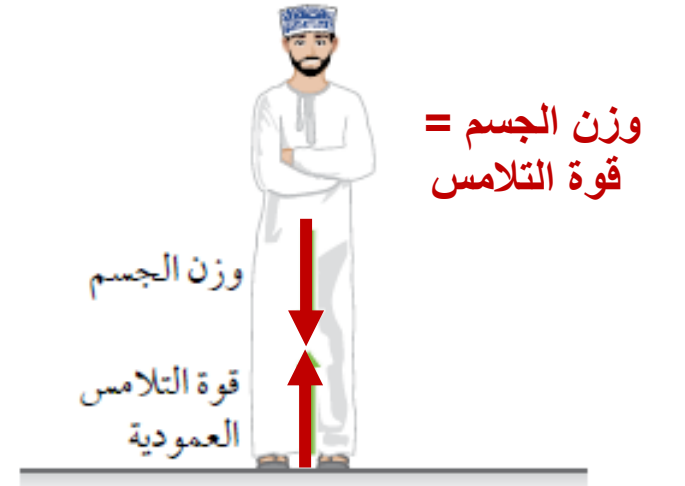 وزن الجسم =
قوة التلامس
وزن الجسم
قوة التلامس
العمودية